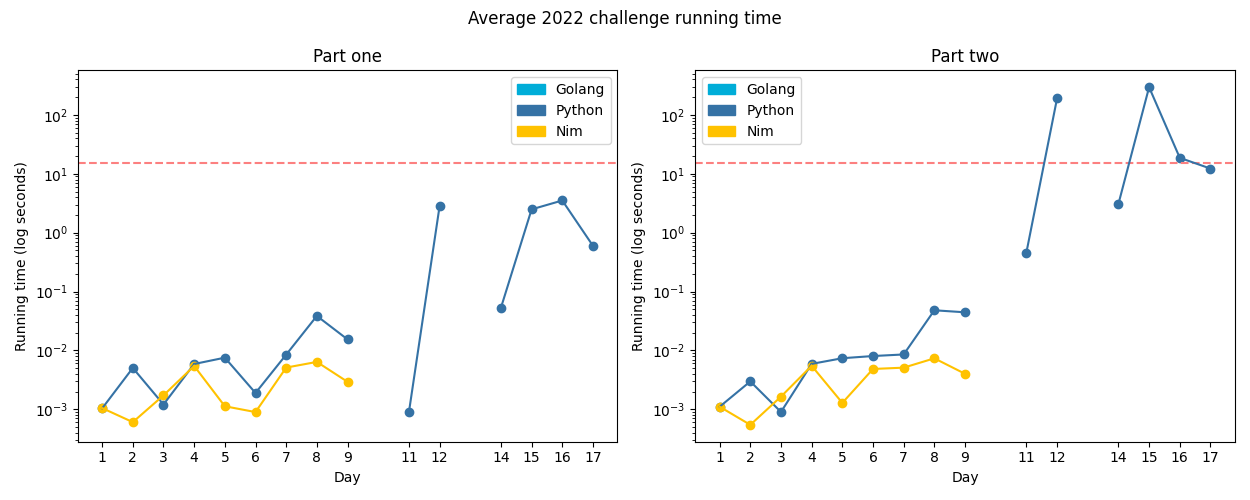 Average 2022 challenge running time
Part one
Golang
Python
Nim
10²
10¹
10⁰
10⁻¹
10⁻²
10⁻³
Running time (log seconds)
1 2 3 4 5 6 7 8 9 11 12 14 15 16 17
Day
Part two
Golang
Python
Nim
10²
10¹
10⁰
10⁻¹
10⁻²
10⁻³
Running time (log seconds)
1 2 3 4 5 6 7 8 9 11 12 14 15 16 17
Day